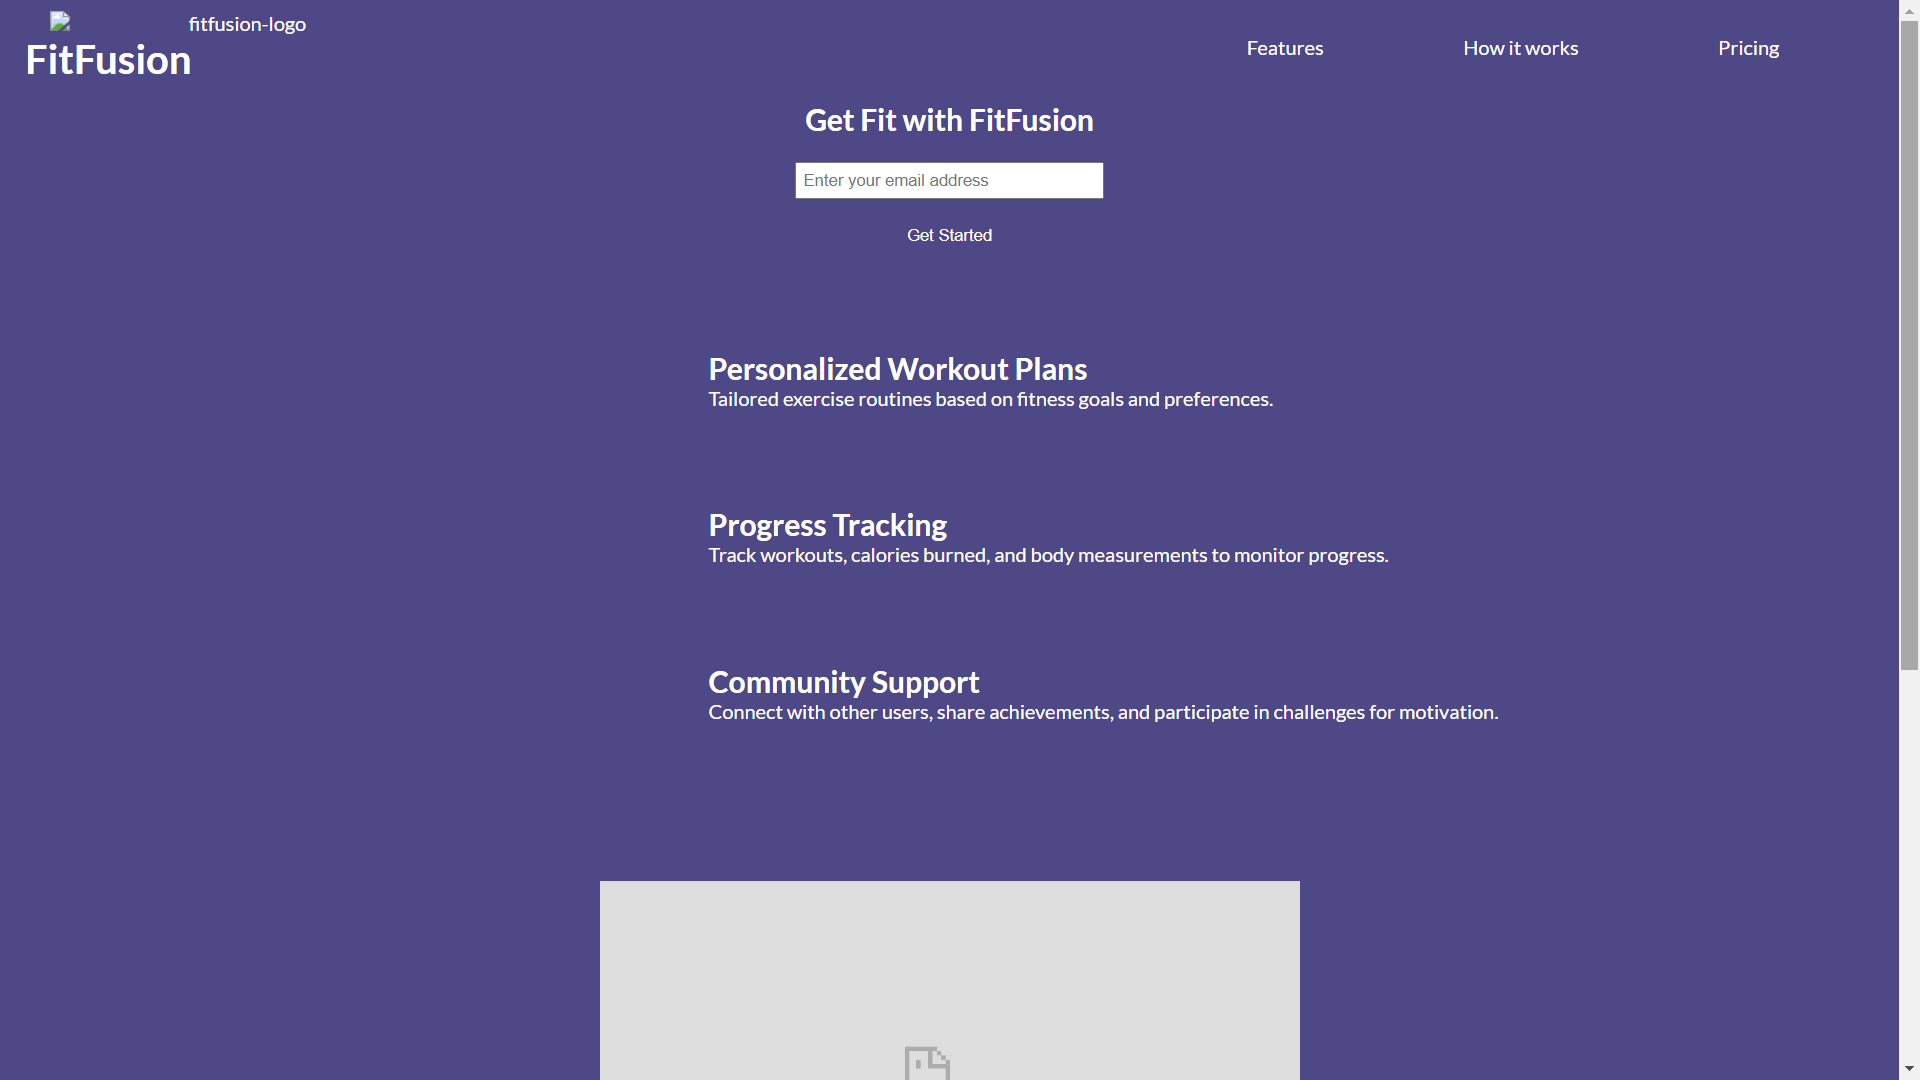 fitfusion-logo
FitFusion
Features
How it works
Pricing
Get Fit with FitFusion
Enter your email address
Get Started
Personalized Workout Plans
Tailored exercise routines based on fitness goals and preferences.
Progress Tracking
Track workouts, calories burned, and body measurements to monitor progress.
Community Support
Connect with other users, share achievements, and participate in challenges for motivation.